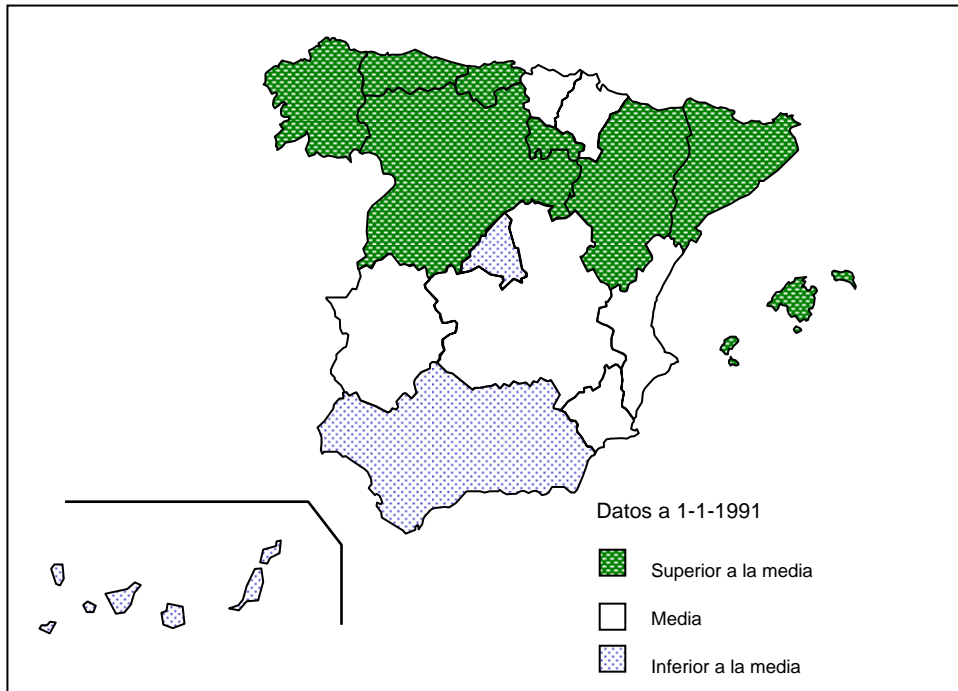 Datos a 1-1-1991
Superior a la media
Media
Inferior a la media